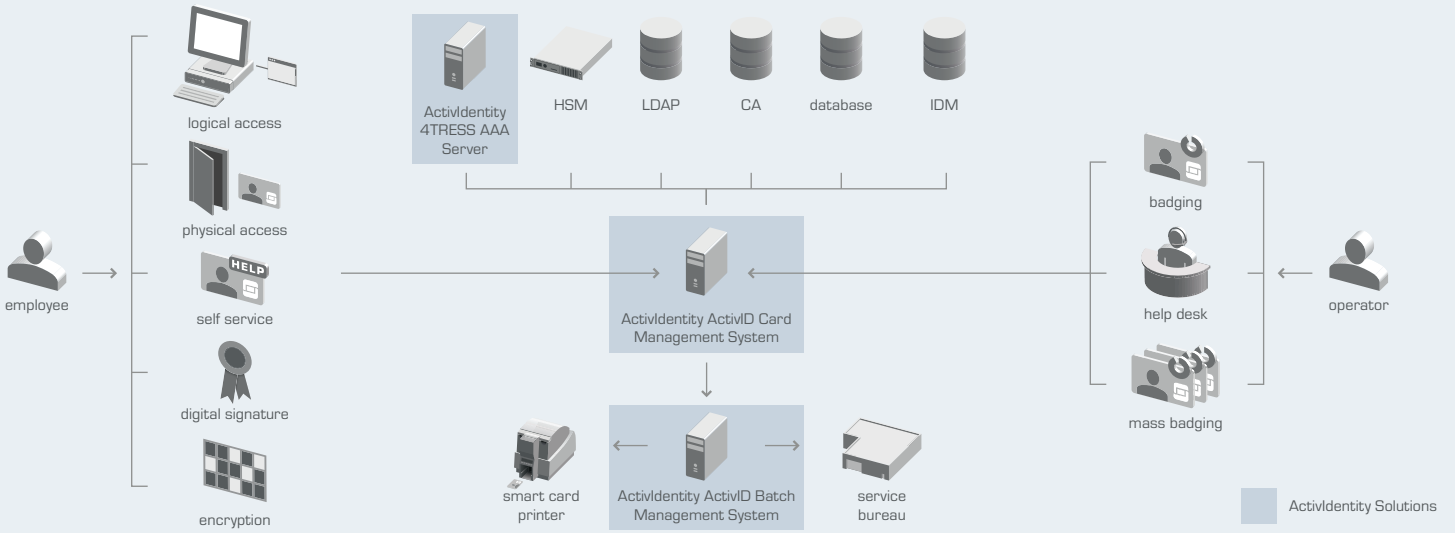 logical access
physical access
HELP
self service
digital signature
encryption
employee
ActivIdentity
4TRESS AAA
Server
HSM
LDAP
CA
database
IDM
ActivIdentity ActivID Card
Management System
ActivIdentity ActivID Batch
Management System
smart card
printer
service
bureau
badging
help desk
mass badging
operator
ActivIdentity Solutions